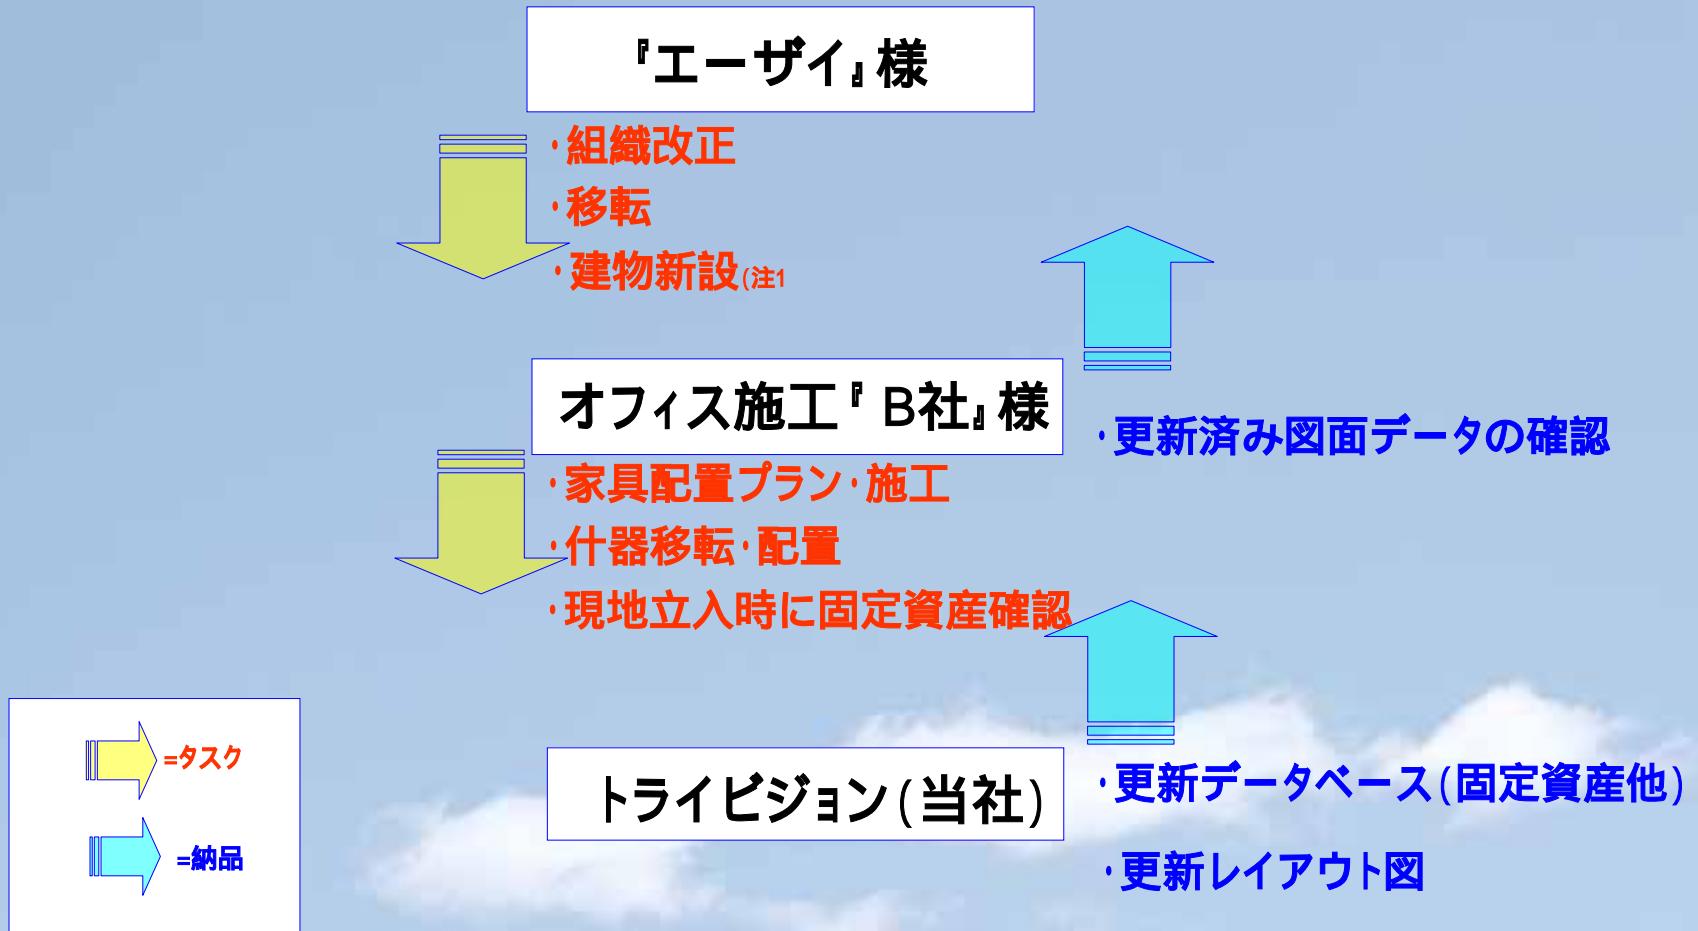 『エーザイ』様
・組織改正
・移転
・建物新設(注1
オフィス施工『B社』様
・更新済み図面データの確認
・家具配置プラン・施工
・什器移転・配置
・現地立入時に固定資産確認
トライビジョン(当社)
・更新データベース(固定資産他)
・更新レイアウト図
=タスク
=納品